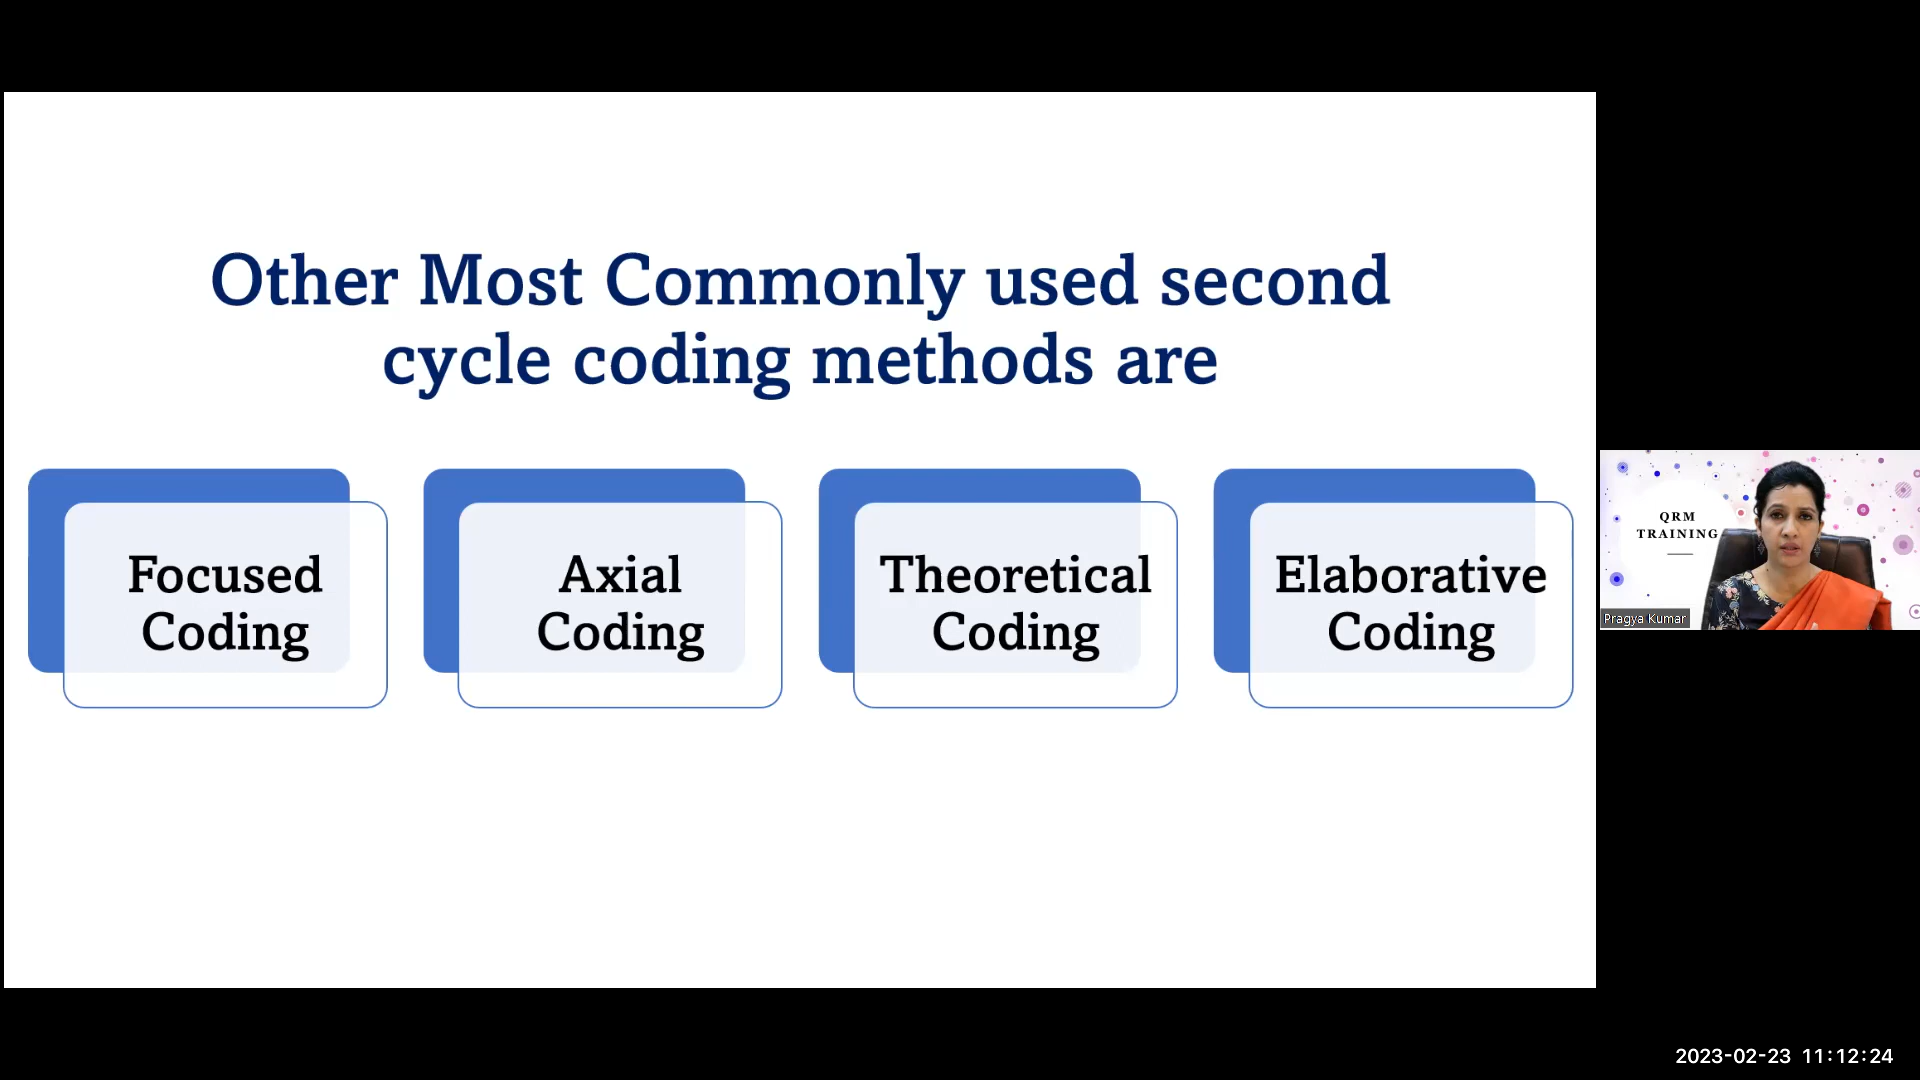 Other Most Commonly used second
cycle coding methods are
Focused
Coding
Axial
Coding
Theoretical
Coding
Elaborative
Coding
QRM
TRAINING
Pragya Kumar
2023-02-23 11:12:24